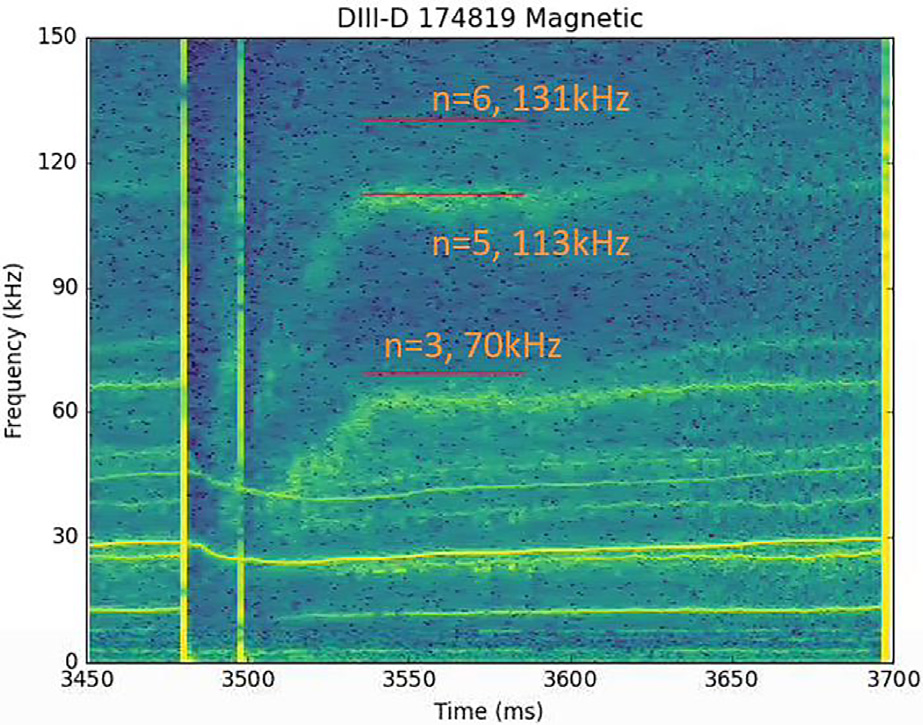 DIII-D 174819 Magnetic
150
120
90
60
30
0
Frequency (kHz)
n=6, 131kHz
n=5, 113kHz
n=3, 70kHz
3450
3500
3550
3600
3650
3700
Time (ms)